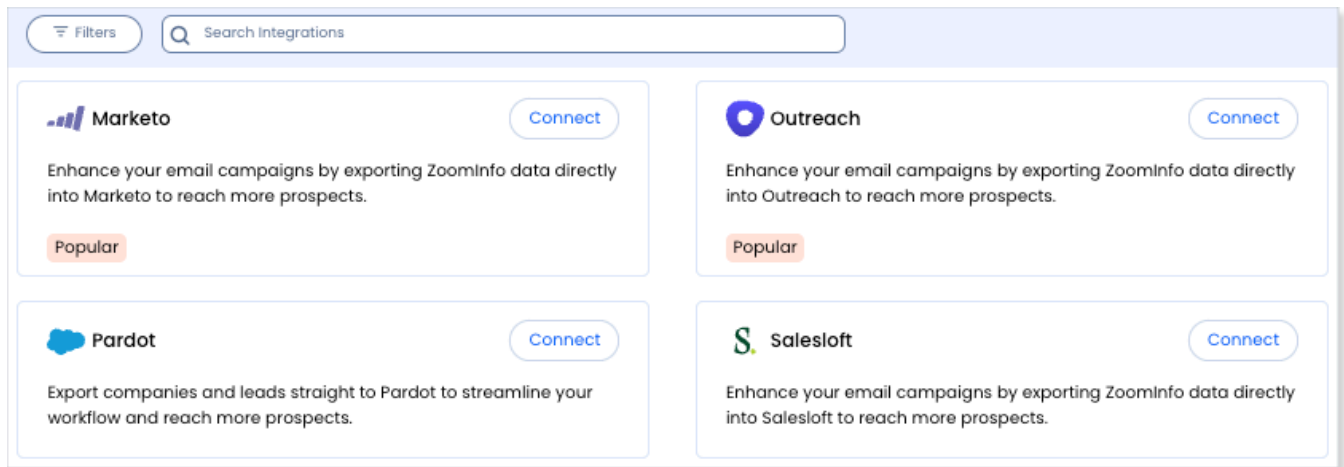 Filters
Search Integrations
Marketo
Connect
Enhance your email campaigns by exporting ZoomInfo data directly
into Marketo to reach more prospects.
Popular
Outreach
Connect
Enhance your email campaigns by exporting ZoomInfo data directly
into Outreach to reach more prospects.
Popular
Pardot
Connect
Export companies and leads straight to Pardot to streamline your
workflow and reach more prospects.
S.
Salesloft
Connect
Enhance your email campaigns by exporting ZoomInfo data directly
into Salesloft to reach more prospects.